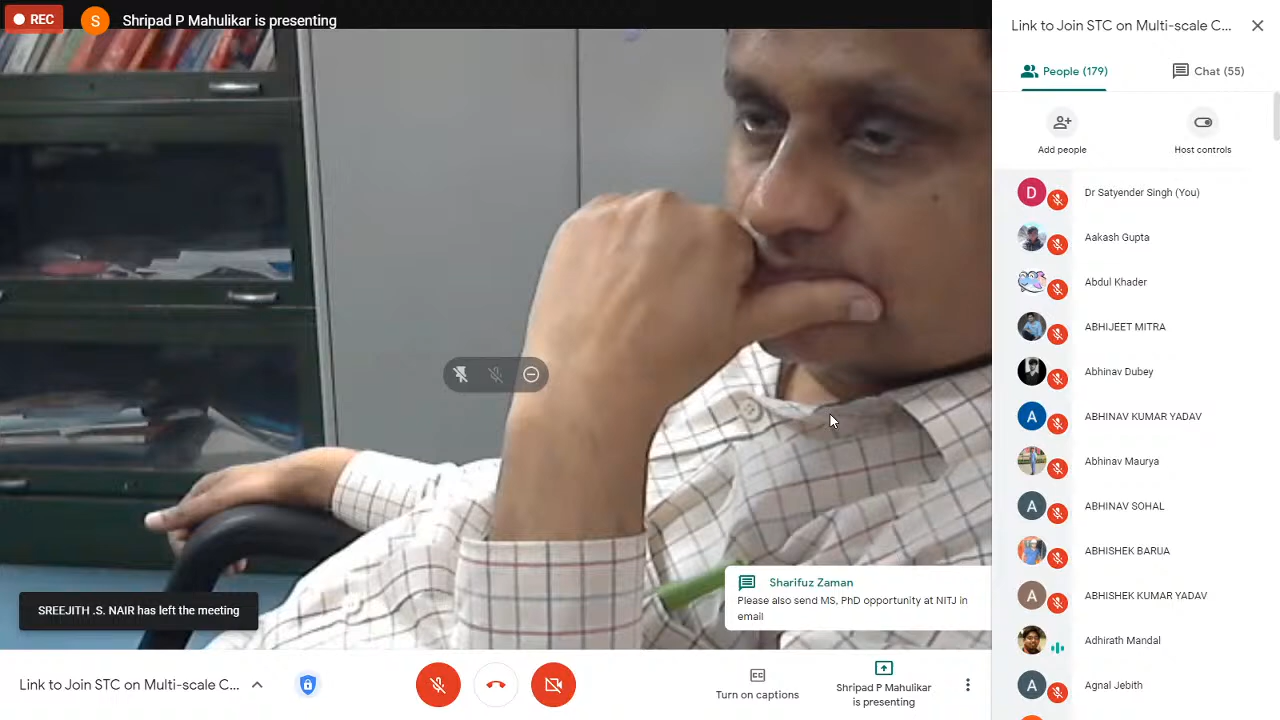 REC
S
Shripad P Mahulikar is presenting
Link to Join STC on Multi-scale C...
People (179)
Chat (55)
Add people
Host controls
D
Dr Satyender Singh (You)
Aakash Gupta
Abdul Khader
ABHIJEET MITRA
Abhinav Dubey
A
ABHINAV KUMAR YADAV
Abhinav Maurya
A
ABHINAV SOHAL
ABHISHEK BARUA
A
ABHISHEK KUMAR YADAV
Adhirath Mandal
A
Agnal Jebith
Sharifuz Zaman
Please also send MS, PhD opportunity at NITJ in
email
SREEJITH .S. NAIR has left the meeting
Link to Join STC on Multi-scale C...
CC
Turn on captions
Shripad P Mahulikar
is presenting